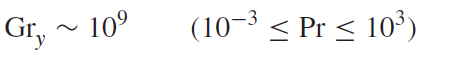 Gr_y ~ 10^9 (10^−3 ≤ Pr ≤ 10^3)